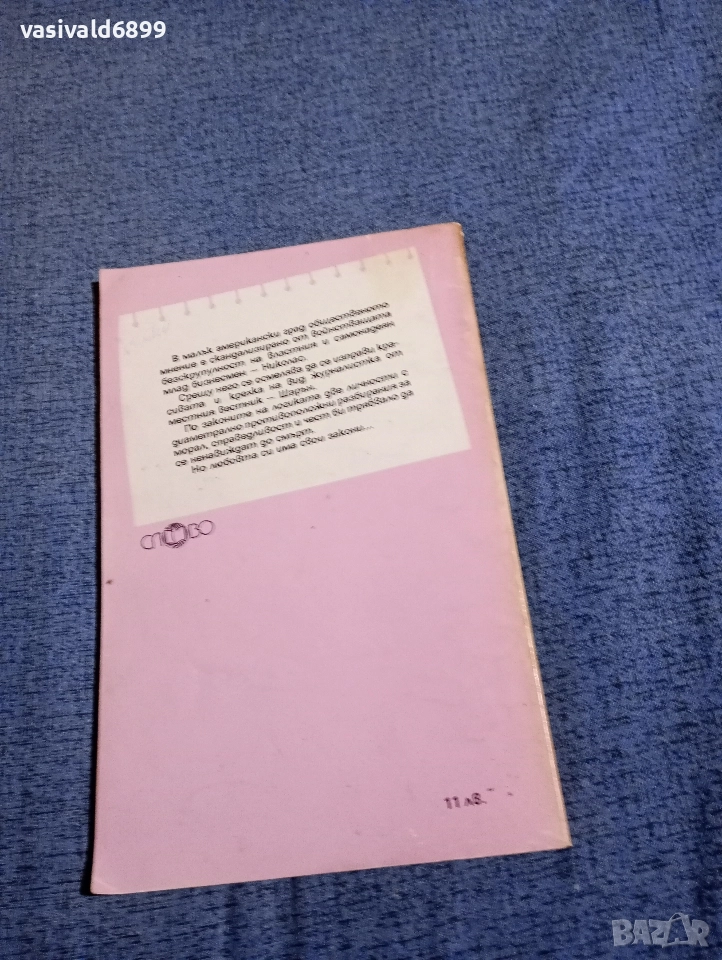 vasivald6899
В малък американски град общественото
мнение е скандализирано от войнстващата
безскрупулност на властния и самонадеян
млад бизнесмен – Николас.
Срещу него се осмелява да се изправи кра-
сивата и крехка на вид журналистка от
местния вестник – Шарън.
По законите на логиката две личности с
диаметрално противоположни разбирания за
морал, справедливост и чест би трябвало да
се ненавиждат до смърт.
Но любовта си има свои закони...
СЛОВО
11 лв.
BAZAR